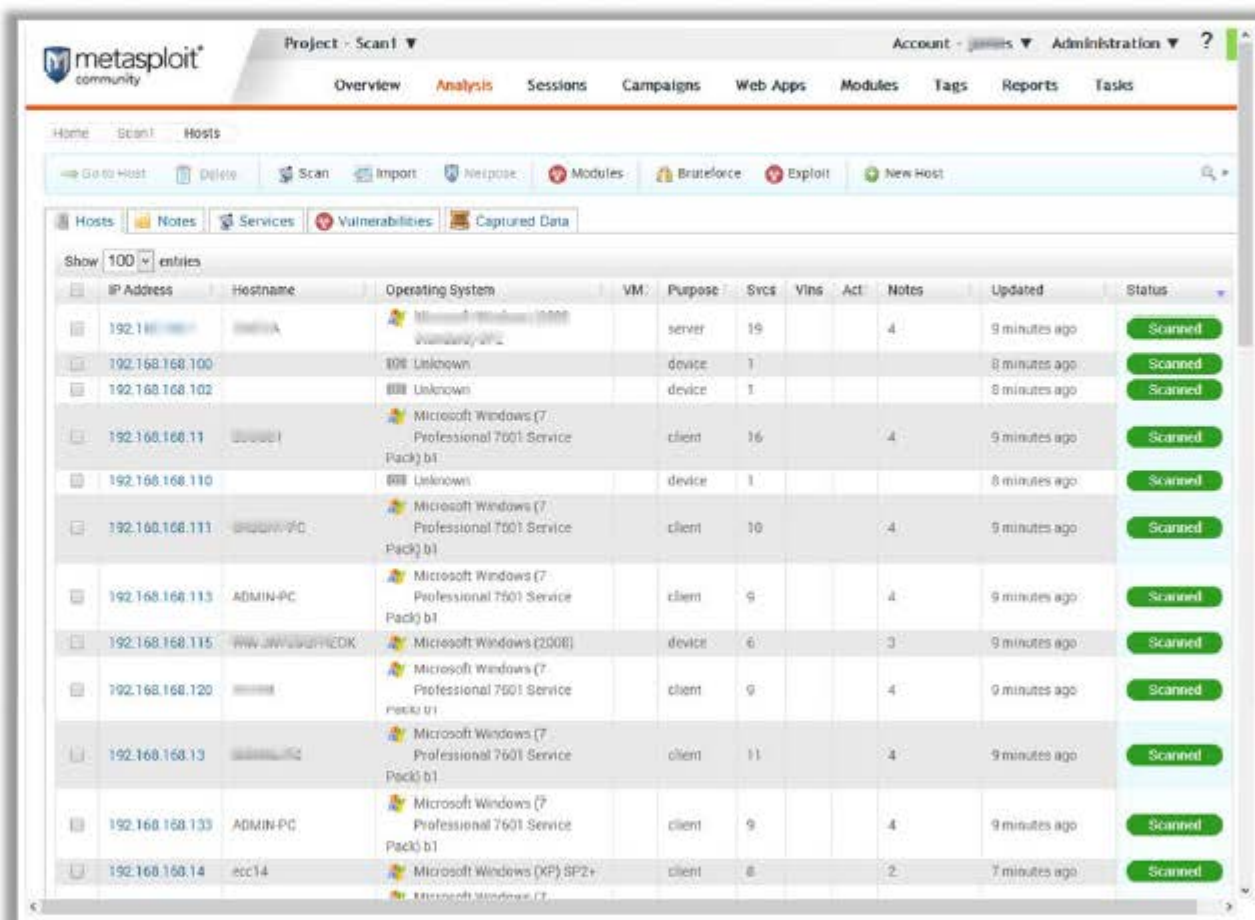 metasploit®
community
Project - Scan1 ▼
Account - ▼ Administration ▼ ?
Overview Analysis Sessions Campaigns Web Apps Modules Tags Reports Tasks
Home Scan1 Hosts
Go to Host Delete Scan Import Nexpose Modules Bruteforce Exploit New Host
Hosts Notes Services Vulnerabilities Captured Data
Show 100 entries
IP Address Hostname Operating System VM Purpose Svcs Vlns Act Notes Updated Status
server 19 4 9 minutes ago Scanned
192.168.168.100 Unknown device 1 8 minutes ago Scanned
192.168.168.102 Unknown device 1 8 minutes ago Scanned
Microsoft Windows (7
192.168.168.11 Professional 7601 Service client 16 4 9 minutes ago Scanned
Pack) b1
192.168.168.110 Unknown device 1 8 minutes ago Scanned
Microsoft Windows (7
192.168.168.111 Professional 7601 Service client 10 4 9 minutes ago Scanned
Pack) b1
Microsoft Windows (7
192.168.168.113 ADMIN-PC Professional 7601 Service client 9 4 9 minutes ago Scanned
Pack) b1
192.168.168.115 Microsoft Windows (2008) device 6 3 9 minutes ago Scanned
Microsoft Windows (7
192.168.168.120 Professional 7601 Service client 9 4 9 minutes ago Scanned
Pack) b1
Microsoft Windows (7
192.168.168.13 Professional 7601 Service client 11 4 9 minutes ago Scanned
Pack) b1
Microsoft Windows (7
192.168.168.133 ADMIN-PC Professional 7601 Service client 9 4 9 minutes ago Scanned
Pack) b1
192.168.168.14 ecc14 Microsoft Windows (XP) SP2+ client 8 2 7 minutes ago Scanned
Microsoft Windows (7